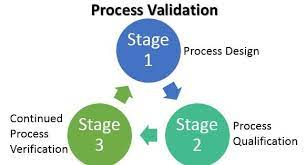 Process Validation
Stage
1
Process Design
Continued
Process
Verification
Stage
3
Stage
2
Process
Qualification